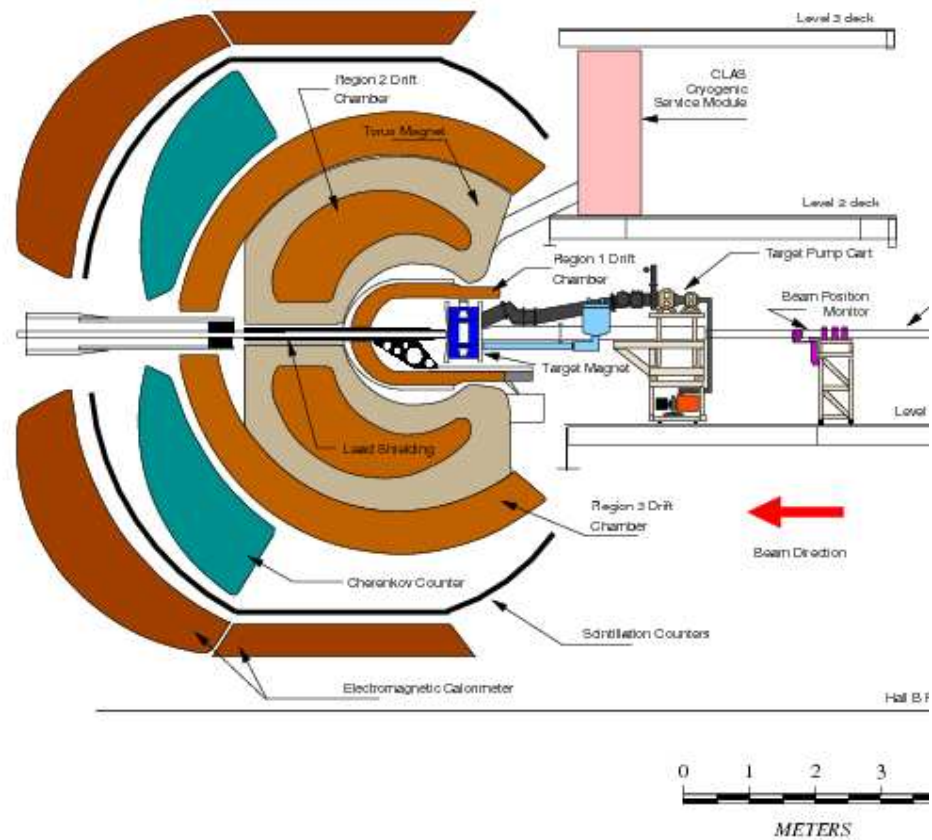 Level 3 deck
Region 2 Drift
Chamber
CLAS
Cryogenic
Service Module
Torus Magnet
Level 2 deck
Region 1 Drift
Chamber
Target Pump Cart
Beam Position
Monitor
Target Magnet
Level
Lead Shielding
Region 3 Drift
Chamber
Beam Direction
Cherenkov Counter
Scintillation Counters
Electromagnetic Calorimeter
Hall B F
0 1 2 3
METERS